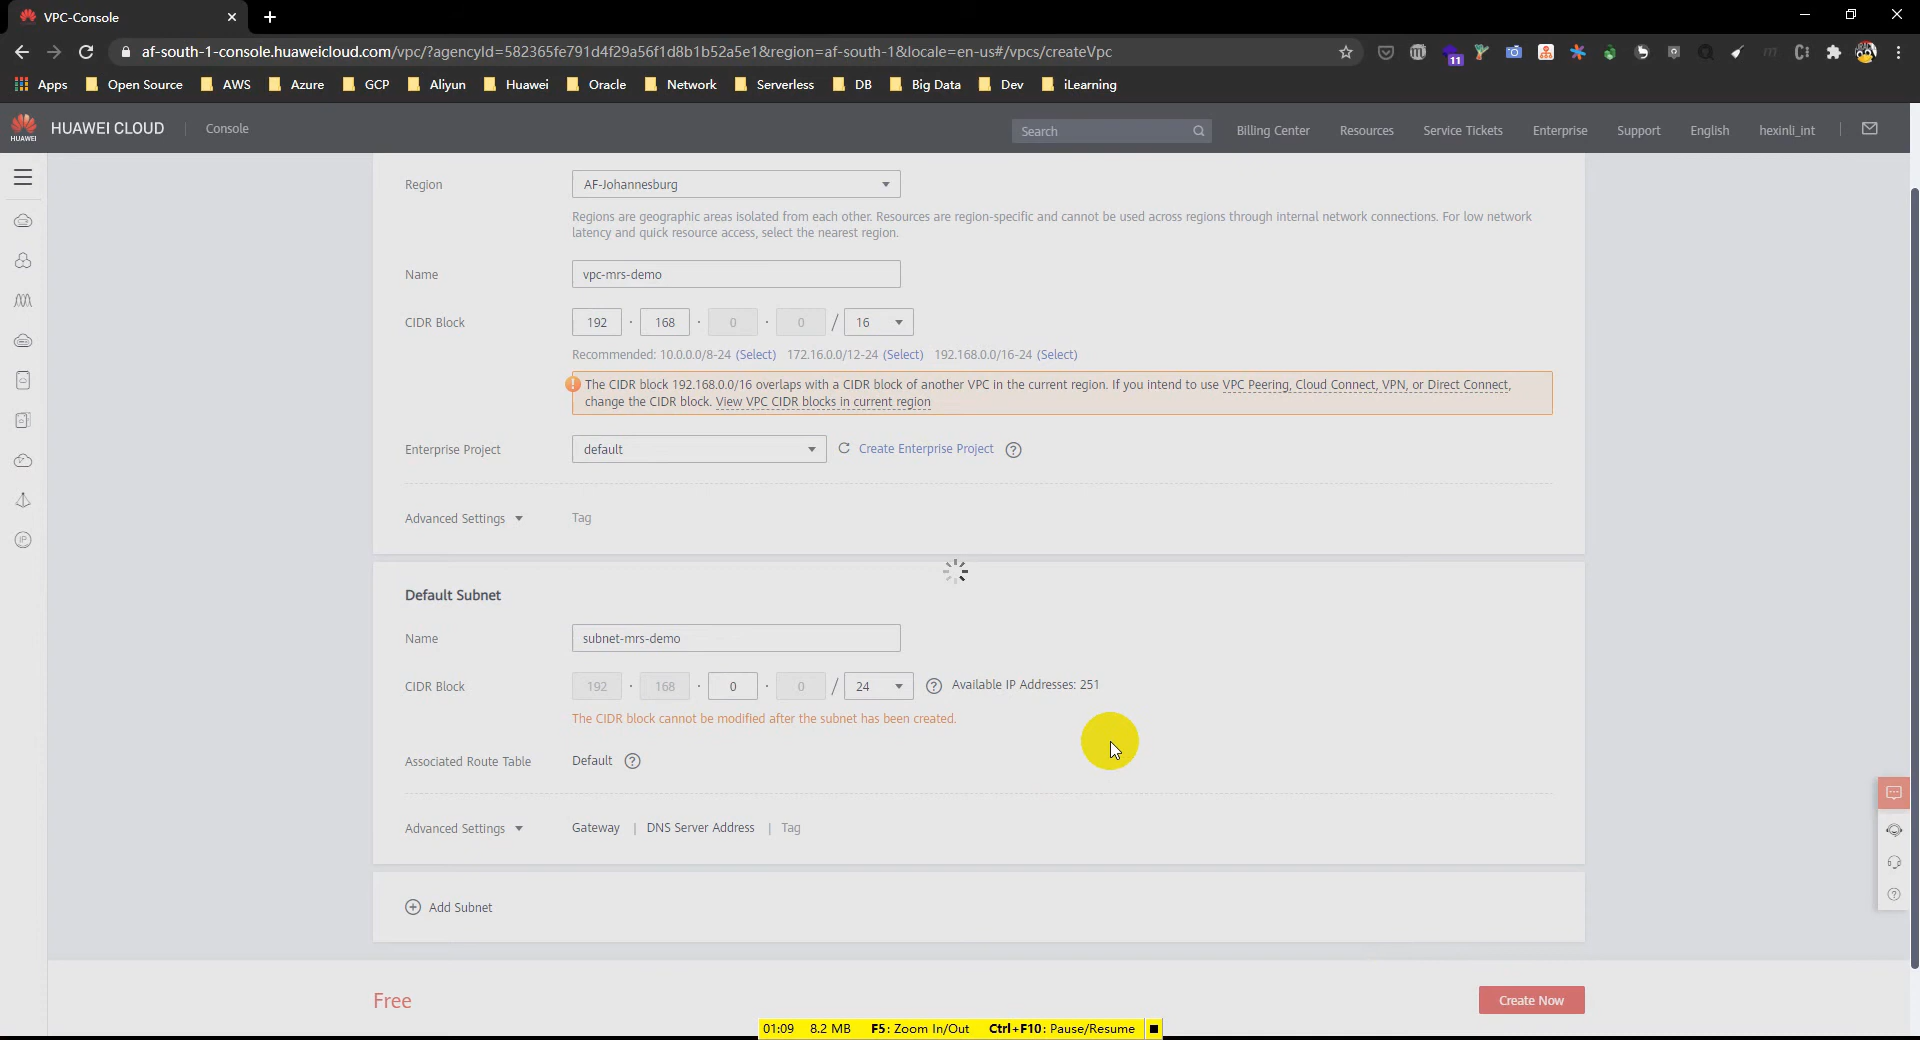 VPC-Console
af-south-1-console.huaweicloud.com/vpc/?agencyId=582365fe791d4f29a56f1d8b1b52a5e1&region=af-south-1&locale=en-us#/vpcs/createVpc
11
Apps Open Source AWS Azure GCP Aliyun Huawei Oracle Network Serverless DB Big Data Dev iLearning
HUAWEI
HUAWEI CLOUD Console Search Billing Center Resources Service Tickets Enterprise Support English hexinli_int
Region AF-Johannesburg
Regions are geographic areas isolated from each other. Resources are region-specific and cannot be used across regions through internal network connections. For low network
latency and quick resource access, select the nearest region.
Name vpc-mrs-demo
CIDR Block 192 · 168 · 0 · 0 / 16
Recommended: 10.0.0.0/8-24 (Select) 172.16.0.0/12-24 (Select) 192.168.0.0/16-24 (Select)
The CIDR block 192.168.0.0/16 overlaps with a CIDR block of another VPC in the current region. If you intend to use VPC Peering, Cloud Connect, VPN, or Direct Connect,
change the CIDR block. View VPC CIDR blocks in current region
Enterprise Project default Create Enterprise Project ?
Advanced Settings Tag
Default Subnet
Name subnet-mrs-demo
CIDR Block 192 · 168 · 0 · 0 / 24 ? Available IP Addresses: 251
The CIDR block cannot be modified after the subnet has been created.
Associated Route Table Default ?
Advanced Settings Gateway | DNS Server Address | Tag
Add Subnet
Free Create Now
01:09 8.2 MB F5: Zoom In/Out Ctrl+F10: Pause/Resume